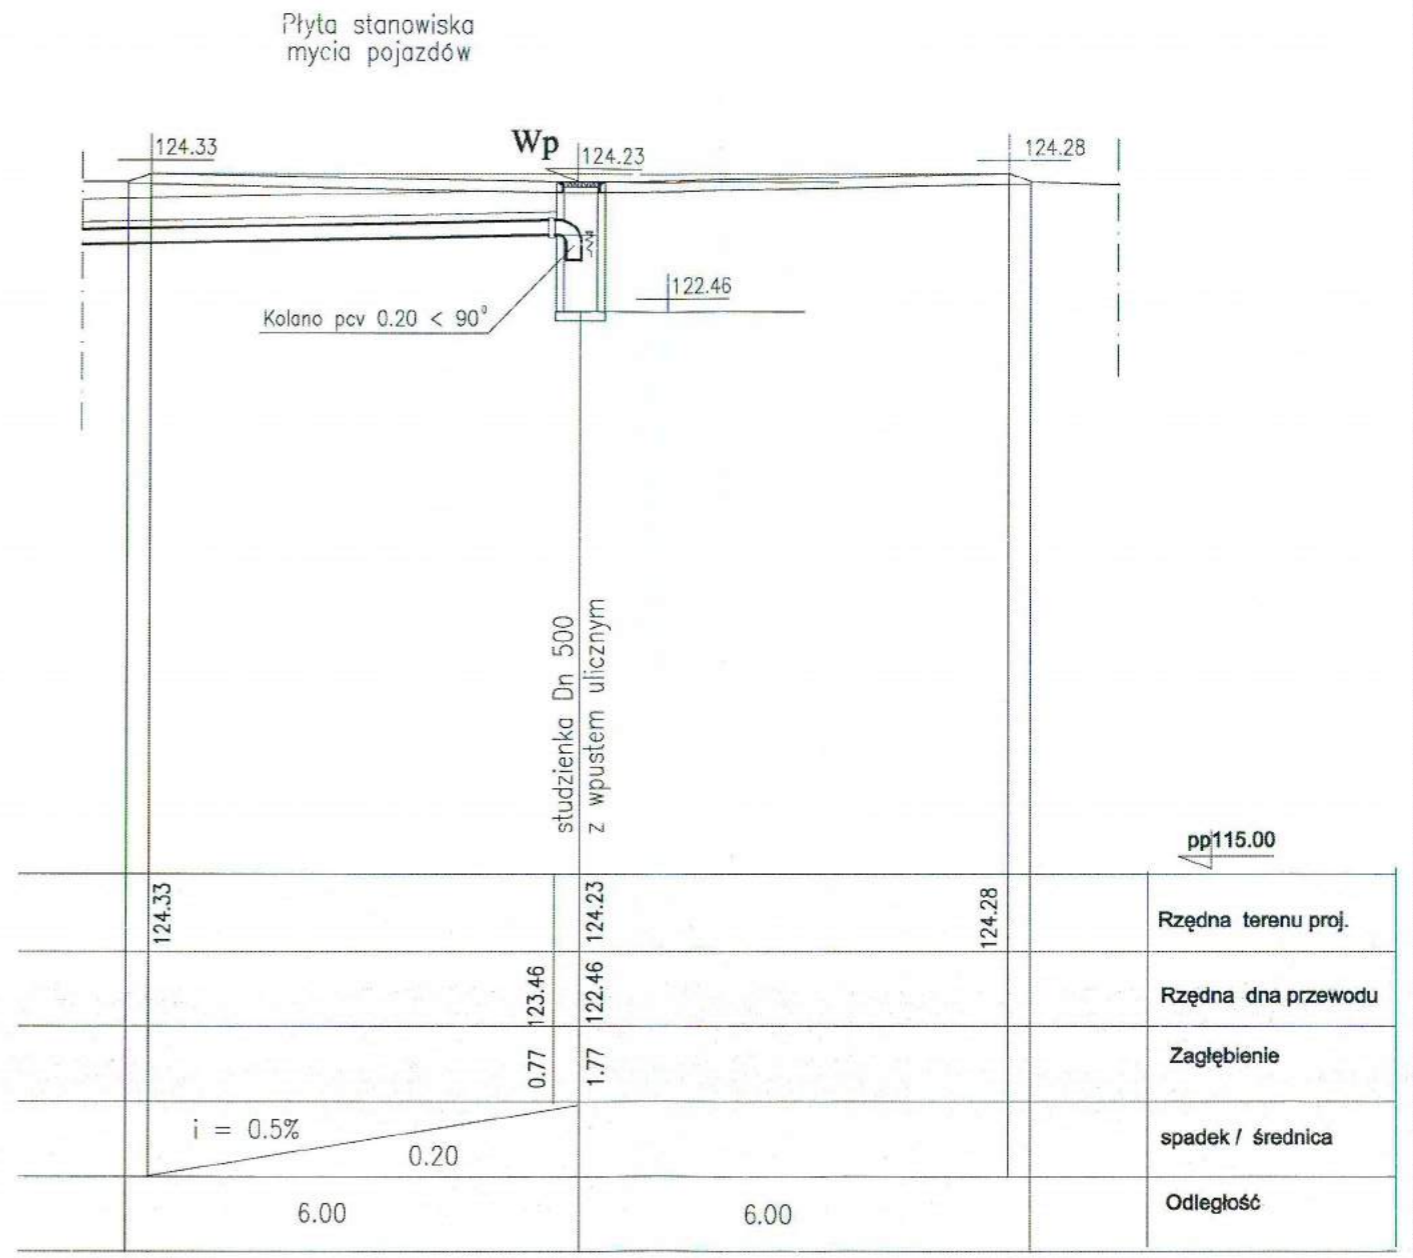 Płyta stanowiska
mycia pojazdów
124.33
Wp
124.23
124.28
122.46
Kolano pcv 0.20 < 90°
studzienka Dn 500
z wpustem ulicznym
pp115.00
124.33
124.23
124.28
Rzędna terenu proj.
123.46
122.46
Rzędna dna przewodu
0.77
1.77
Zagłębienie
i = 0.5%
0.20
spadek / średnica
6.00
6.00
Odległość